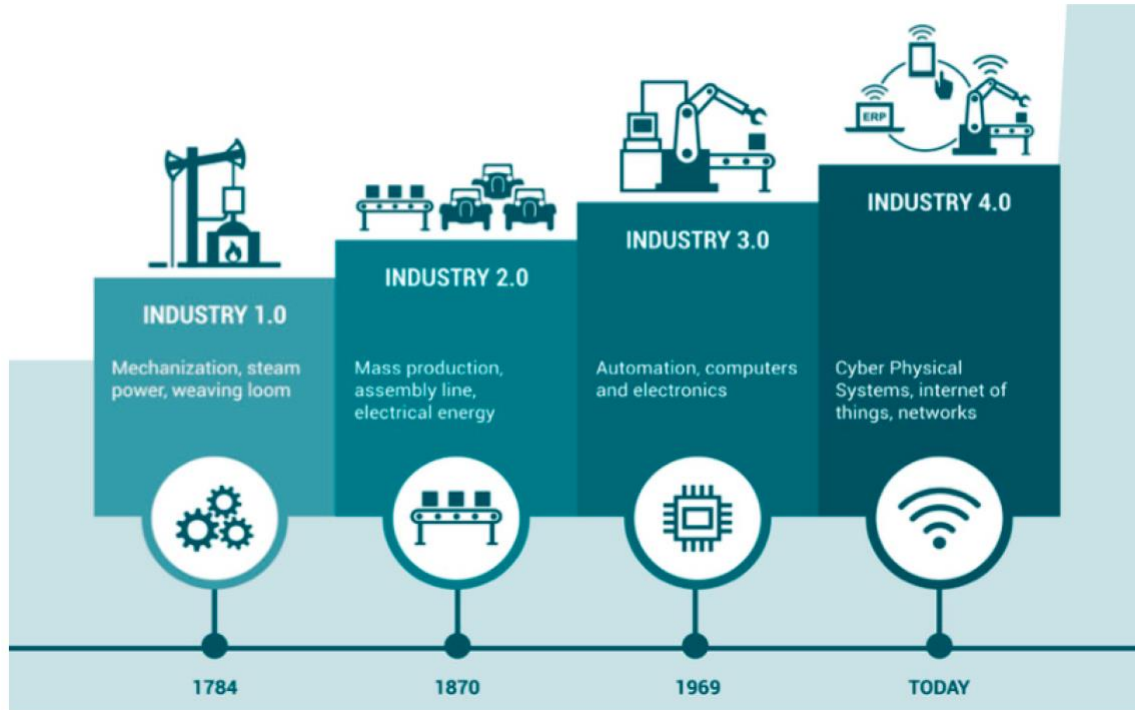 ERP
INDUSTRY 4.0
INDUSTRY 3.0
INDUSTRY 2.0
INDUSTRY 1.0
Mechanization, steam
power, weaving loom
Mass production,
assembly line,
electrical energy
Automation, computers
and electronics
Cyber Physical
Systems, internet of
things, networks
1784
1870
1969
TODAY